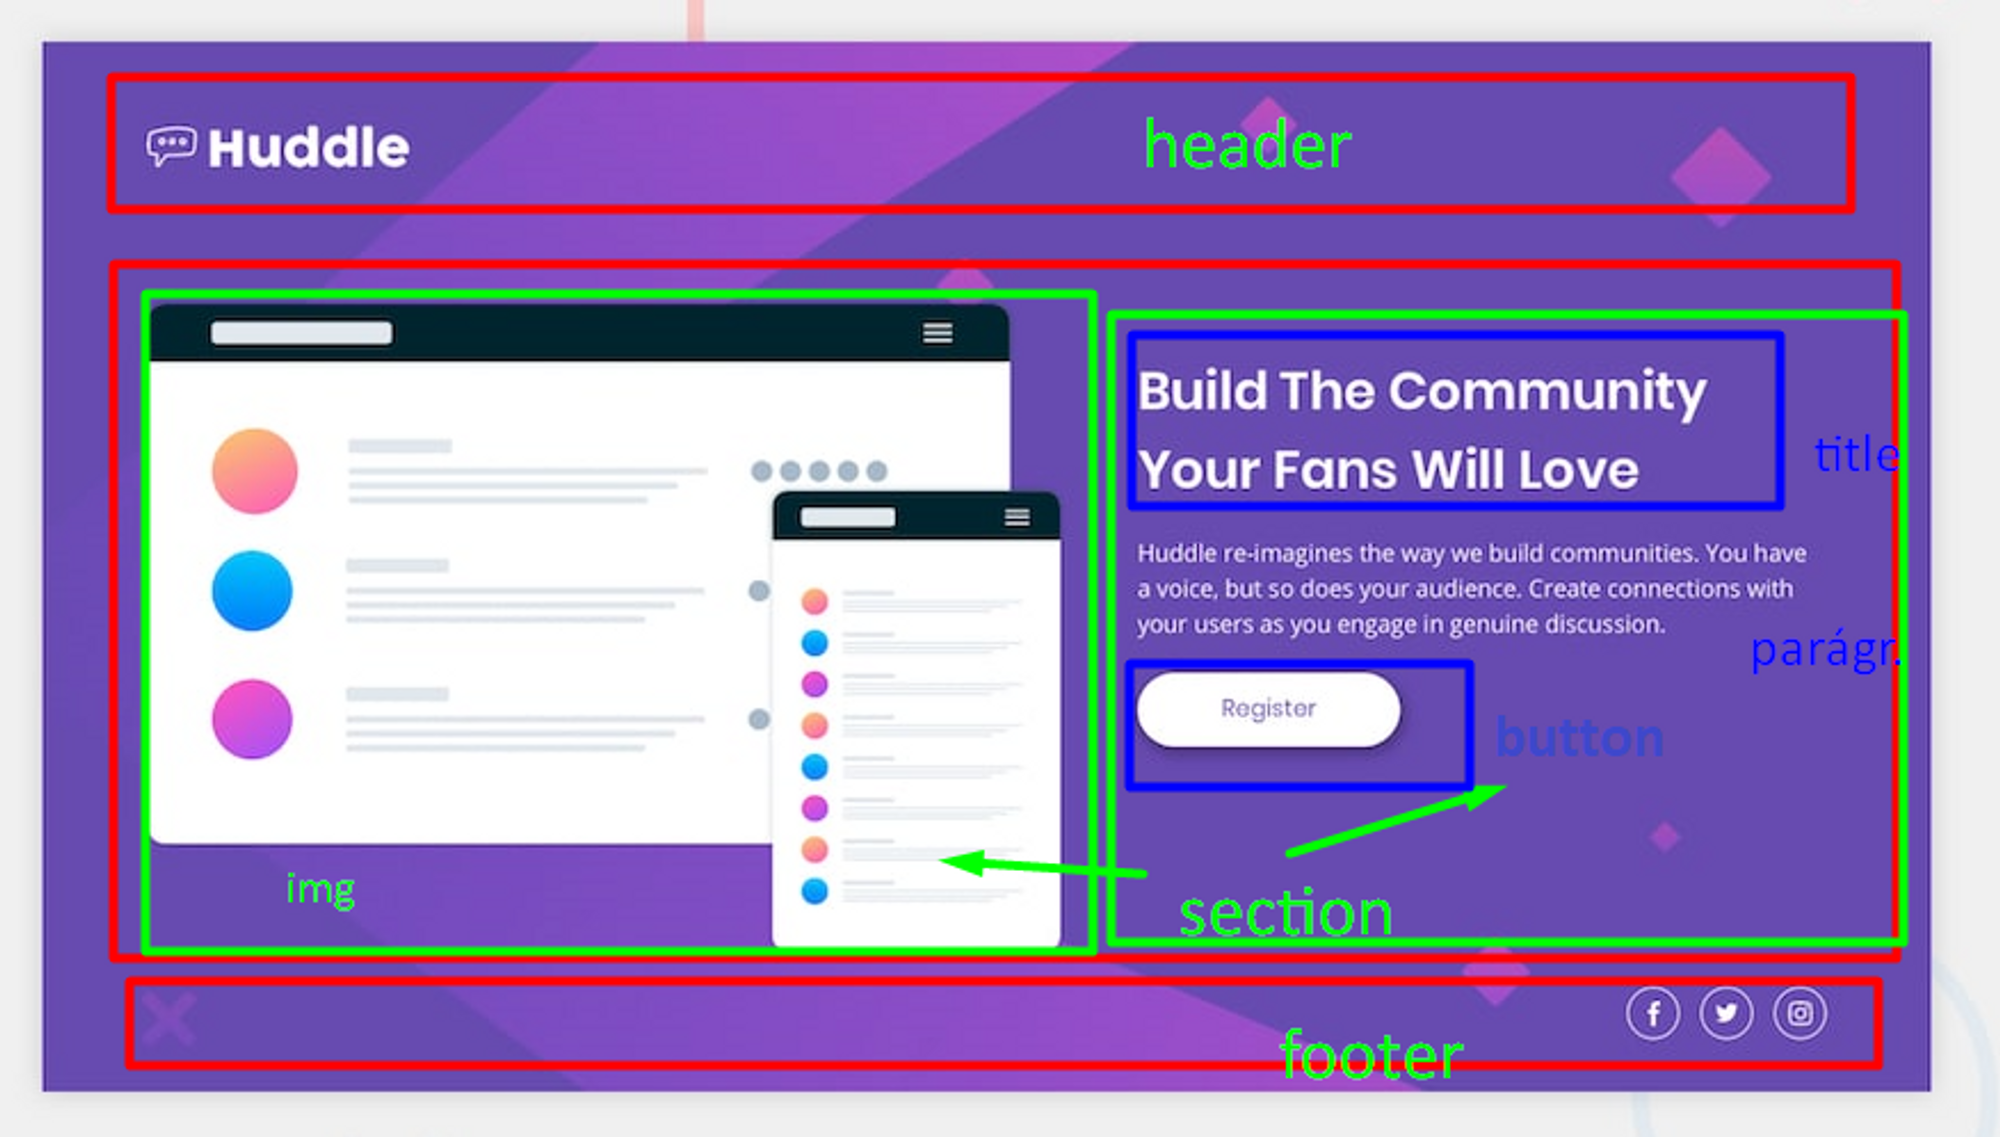 Huddle
header
Build The Community
Your Fans Will Love
title
Huddle re-imagines the way we build communities. You have
a voice, but so does your audience. Create connections with
your users as you engage in genuine discussion.
parágr.
Register
button
img
section
footer